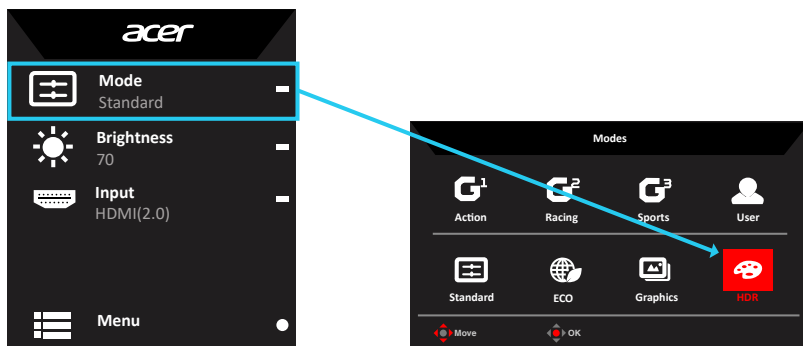 acer
Mode
Standard
Brightness
70
Input
HDMI(2.0)
Menu
Modes
G1 G2 G3
Action Racing Sports User
Standard ECO Graphics HDR
Move OK